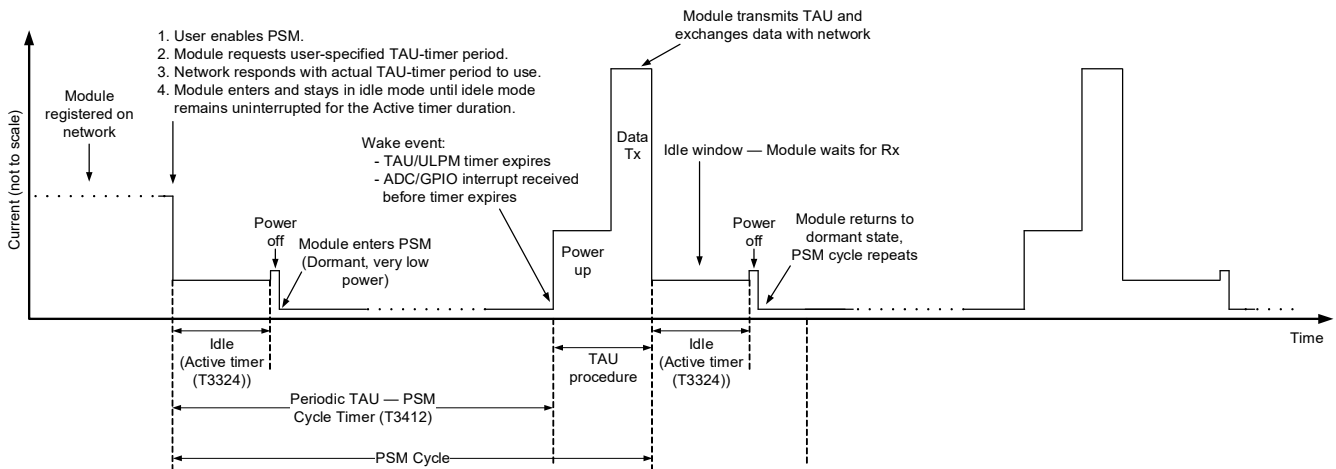 Module transmits TAU and
exchanges data with network
1. User enables PSM.
2. Module requests user-specified TAU-timer period.
3. Network responds with actual TAU-timer period to use.
4. Module enters and stays in idle mode until idele mode
remains uninterrupted for the Active timer duration.
Module
registered on
network
Current (not to scale)
Wake event:
- TAU/ULPM timer expires
- ADC/GPIO interrupt received
before timer expires
Data
Tx
Idle window — Module waits for Rx
Power
off
Module enters PSM
(Dormant, very low
power)
Power
up
Power
off
Module returns to
dormant state,
PSM cycle repeats
Time
Idle
(Active timer
(T3324))
TAU
procedure
Idle
(Active timer
(T3324))
Periodic TAU — PSM
Cycle Timer (T3412)
PSM Cycle